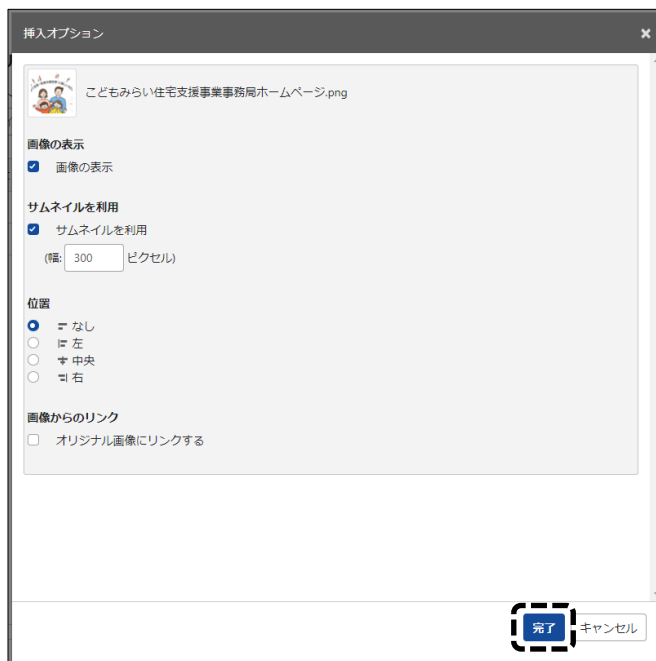 挿入オプション
こどもみらい住宅支援事業事務局ホームページ.png
画像の表示
画像の表示
サムネイルを利用
サムネイルを利用
(幅: 300 ピクセル)
位置
なし
左
中央
右
画像からのリンク
オリジナル画像にリンクする
完了 キャンセル